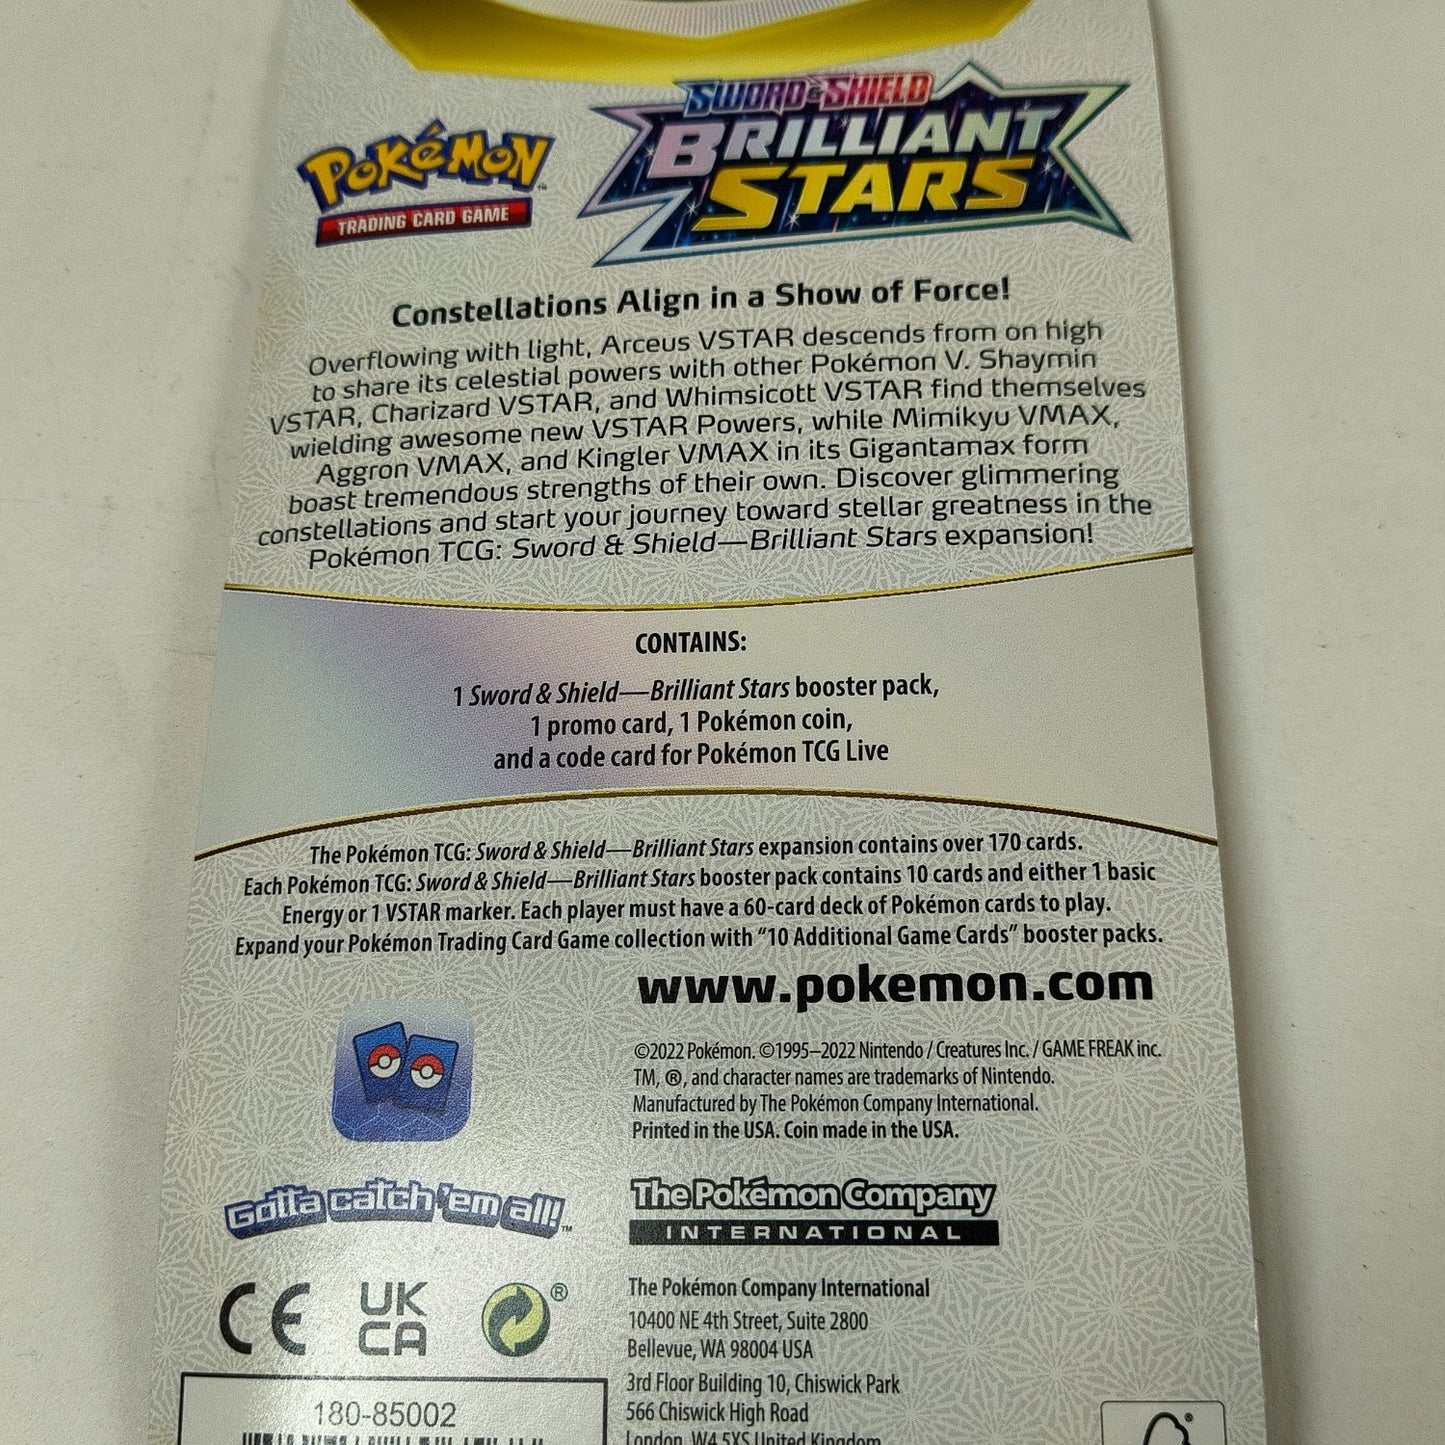 Pokémon™
TRADING CARD GAME
SWORD & SHIELD
BRILLIANT
STARS
Constellations Align in a Show of Force!
Overflowing with light, Arceus VSTAR descends from on high
to share its celestial powers with other Pokémon V. Shaymin
VSTAR, Charizard VSTAR, and Whimsicott VSTAR find themselves
wielding awesome new VSTAR Powers, while Mimikyu VMAX,
Aggron VMAX, and Kingler VMAX in its Gigantamax form
boast tremendous strengths of their own. Discover glimmering
constellations and start your journey toward stellar greatness in the
Pokémon TCG: Sword & Shield—Brilliant Stars expansion!
CONTAINS:
1 Sword & Shield—Brilliant Stars booster pack,
1 promo card, 1 Pokémon coin,
and a code card for Pokémon TCG Live
The Pokémon TCG: Sword & Shield—Brilliant Stars expansion contains over 170 cards.
Each Pokémon TCG: Sword & Shield—Brilliant Stars booster pack contains 10 cards and either 1 basic
Energy or 1 VSTAR marker. Each player must have a 60-card deck of Pokémon cards to play.
Expand your Pokémon Trading Card Game collection with “10 Additional Game Cards” booster packs.
www.pokemon.com
©2022 Pokémon. ©1995–2022 Nintendo / Creatures Inc. / GAME FREAK inc.
TM, ®, and character names are trademarks of Nintendo.
Manufactured by The Pokémon Company International.
Printed in the USA. Coin made in the USA.
Gotta catch 'em all!™
The Pokémon Company
INTERNATIONAL
CE
UK
CA
®
The Pokémon Company International
10400 NE 4th Street, Suite 2800
Bellevue, WA 98004 USA
3rd Floor Building 10, Chiswick Park
566 Chiswick High Road
London, W4 5YS United Kingdom
180-85002
®